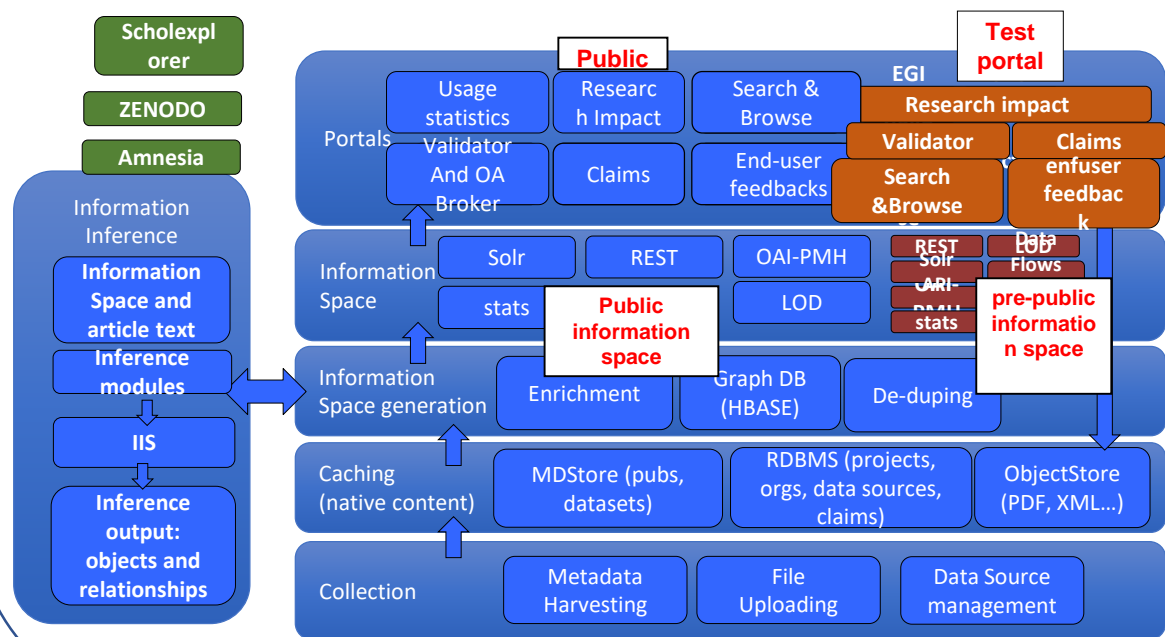 Scholexpl
orer
ZENODO
Amnesia
Information
Inference
Information
Space and
article text
Inference
modules
IIS
Inference
output:
objects and
relationships
Public
Test
portal
Portals
Usage
statistics
Researc
h Impact
Search &
Browse
EGI
Research impact
Validator
And OA
Broker
Claims
End-user
feedbacks
Validator
Claims
Search
&Browse
enfuser
feedbac
k
Information
Space
Solr
REST
OAI-PMH
stats
LOD
Public
information
space
REST
LOD
Solr
Data
Flows
stats
pre-public
informatio
n space
Information
Space generation
Enrichment
Graph DB
(HBASE)
De-duping
Caching
(native content)
MDStore (pubs,
datasets)
RDBMS (projects,
orgs, data sources,
claims)
ObjectStore
(PDF, XML...)
Collection
Metadata
Harvesting
File
Uploading
Data Source
management